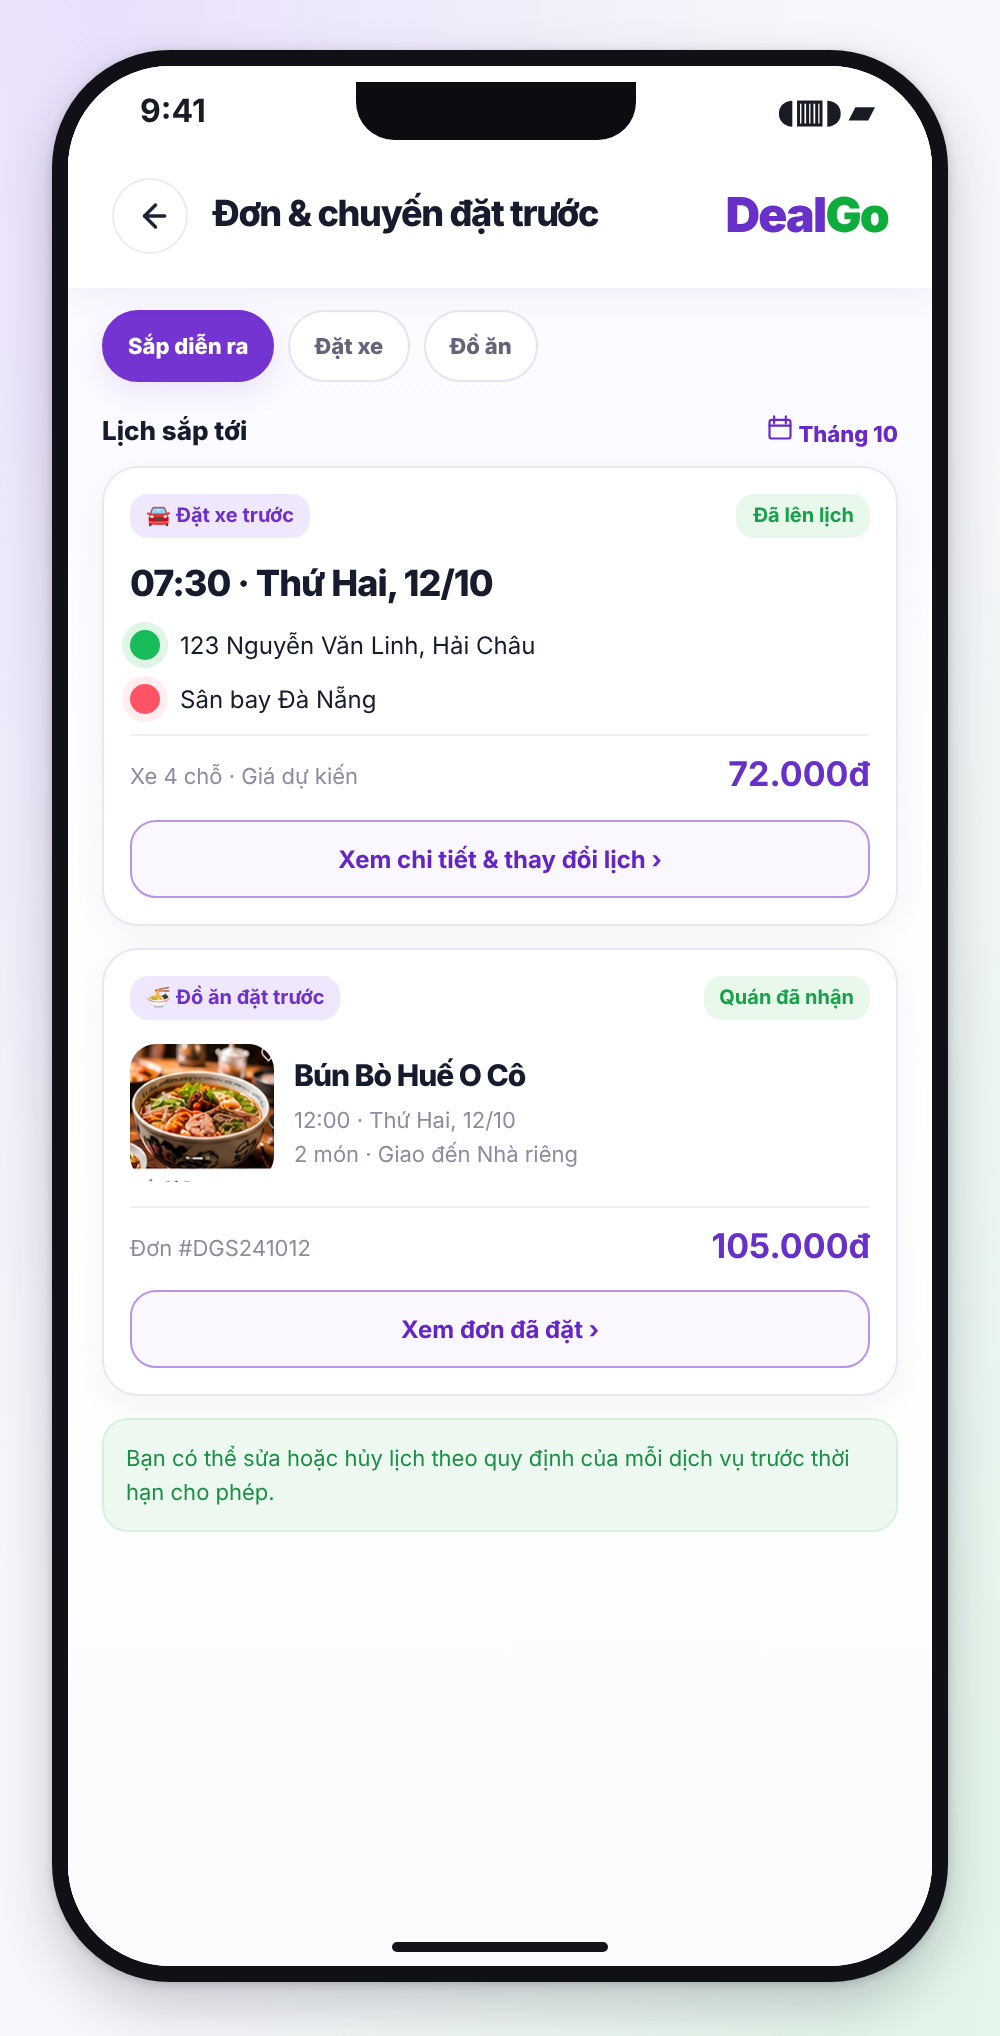 9:41
Đơn & chuyến đặt trước
DealGo
Sắp diễn ra
Đặt xe
Đồ ăn
Lịch sắp tới
Tháng 10
Đặt xe trước
Đã lên lịch
07:30 · Thứ Hai, 12/10
123 Nguyễn Văn Linh, Hải Châu
Sân bay Đà Nẵng
Xe 4 chỗ · Giá dự kiến
72.000đ
Xem chi tiết & thay đổi lịch ›
Đồ ăn đặt trước
Quán đã nhận
Bún Bò Huế O Cô
12:00 · Thứ Hai, 12/10
2 món · Giao đến Nhà riêng
Đơn #DGS241012
105.000đ
Xem đơn đã đặt ›
Bạn có thể sửa hoặc hủy lịch theo quy định của mỗi dịch vụ trước thời
hạn cho phép.